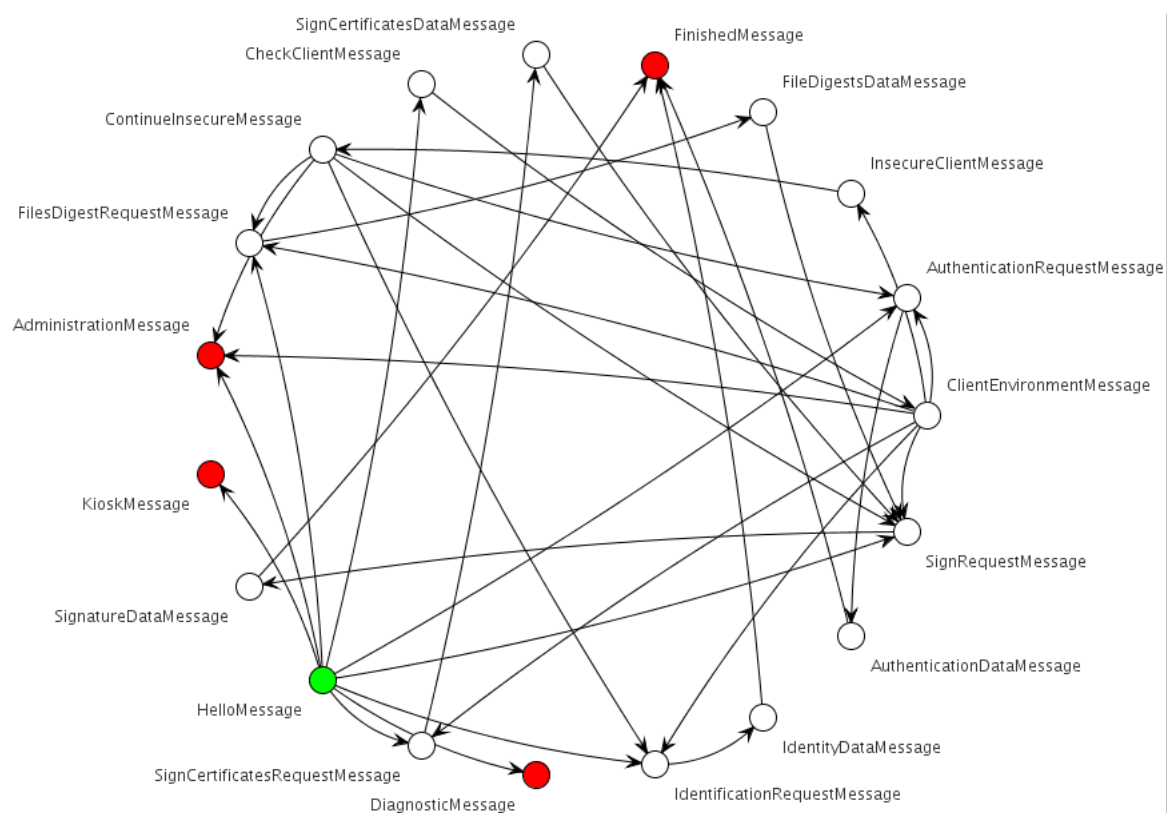 SignCertificatesDataMessage
FinishedMessage
CheckClientMessage
FileDigestsDataMessage
ContinueInsecureMessage
InsecureClientMessage
FilesDigestRequestMessage
AuthenticationRequestMessage
AdministrationMessage
ClientEnvironmentMessage
KioskMessage
SignRequestMessage
SignatureDataMessage
AuthenticationDataMessage
HelloMessage
IdentityDataMessage
SignCertificatesRequestMessage
IdentificationRequestMessage
DiagnosticMessage